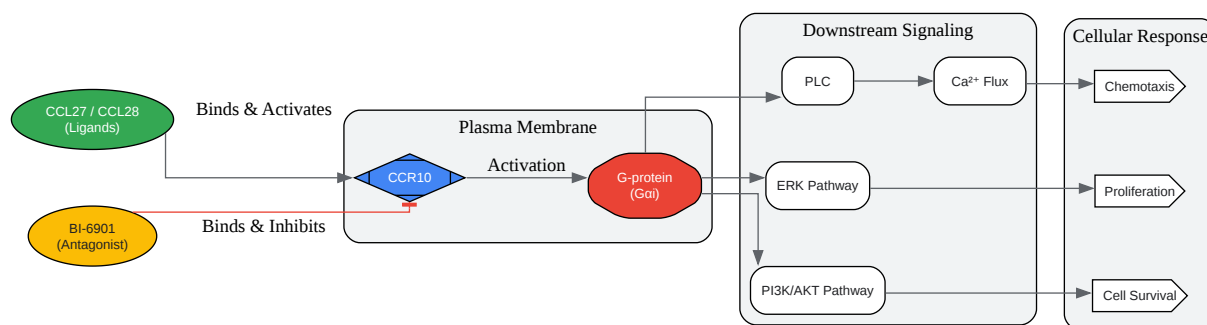 Downstream Signaling
Cellular Response
PLC
Ca²⁺ Flux
Chemotaxis
CCL27 / CCL28
(Ligands)
Binds & Activates
Plasma Membrane
Activation
CCR10
G-protein
(Gαi)
ERK Pathway
Proliferation
BI-6901
(Antagonist)
Binds & Inhibits
PI3K/AKT Pathway
Cell Survival